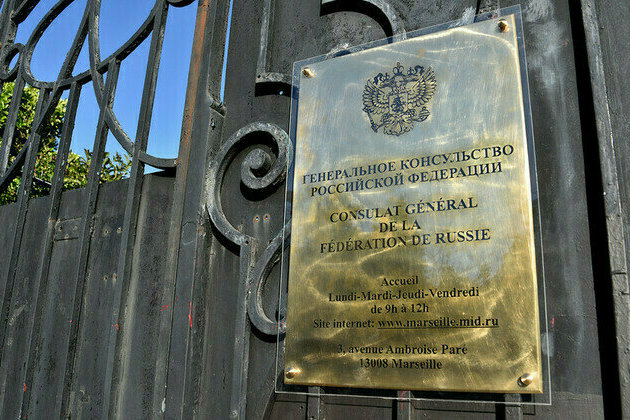 ГЕНЕРАЛЬНОЕ КОНСУЛЬСТВО
РОССИЙСКОЙ ФЕДЕРАЦИИ
CONSULAT GÉNÉRAL
DE LA
FÉDÉRATION DE RUSSIE
Accueil
Lundi-Mardi-Jeudi-Vendredi
de 9h à 12h
Site internet: www.marseille.mid.ru
3, avenue Ambroise Paré
13008 Marseille